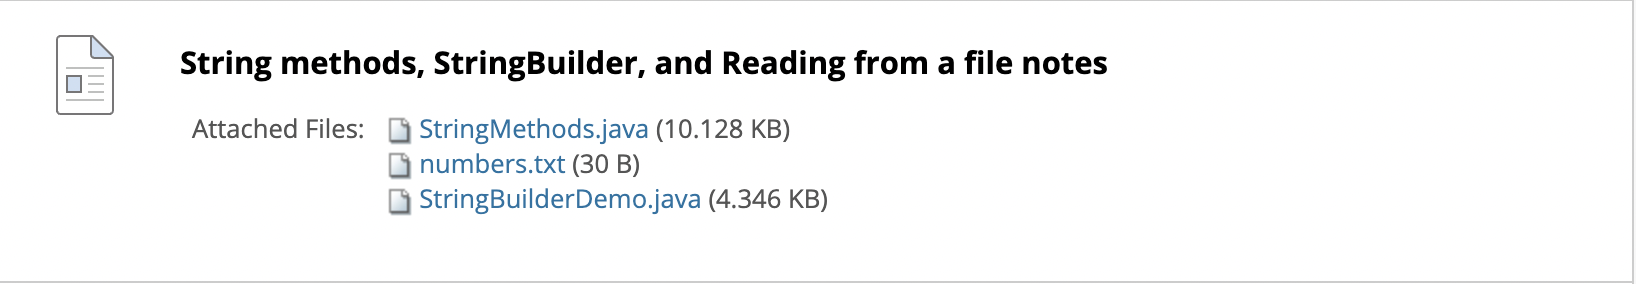 String methods, StringBuilder, and Reading from a file notes
Attached Files: StringMethods.java (10.128 KB)
numbers.txt (30 B)
StringBuilderDemo.java (4.346 KB)